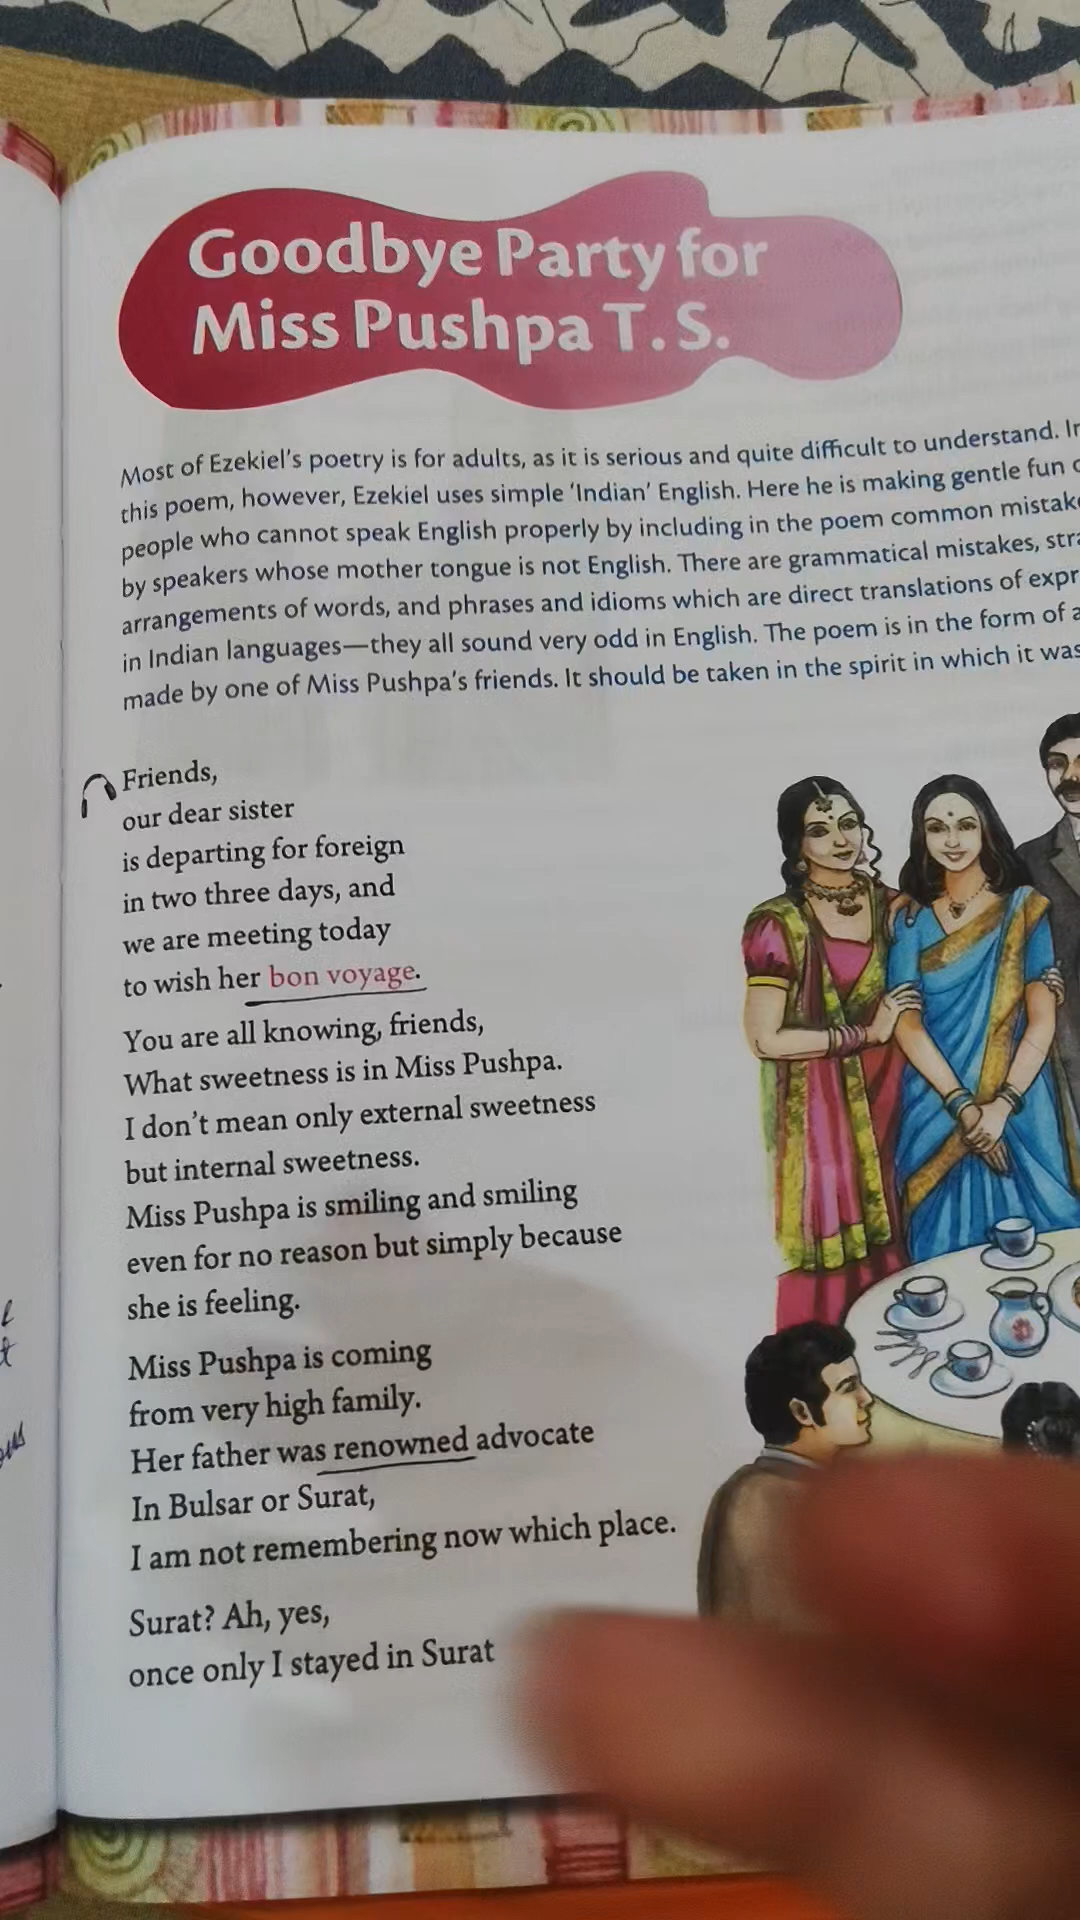 Goodbye Party for
Miss Pushpa T. S.
Most of Ezekiel's poetry is for adults, as it is serious and quite difficult to understand. In
this poem, however, Ezekiel uses simple 'Indian' English. Here he is making gentle fun
people who cannot speak English properly by including in the poem common
by speakers whose mother tongue is not English. There are grammatical mistakes,
arrangements of words, and phrases and idioms which are direct translations of
in Indian languages—they all sound very odd in English. The poem is in the form of a
made by one of Miss Pushpa's friends. It should be taken in the spirit in which it was
Friends,
our dear sister
is departing for foreign
in two three days, and
we are meeting today
to wish her bon voyage.
You are all knowing, friends,
What sweetness is in Miss Pushpa.
I don't mean only external sweetness
but internal sweetness.
Miss Pushpa is smiling and smiling
even for no reason but simply because
she is feeling.
Miss Pushpa is coming
from very high family.
Her father was renowned advocate
In Bulsar or Surat,
I am not remembering now which place.
Surat? Ah, yes,
once only I stayed in Surat